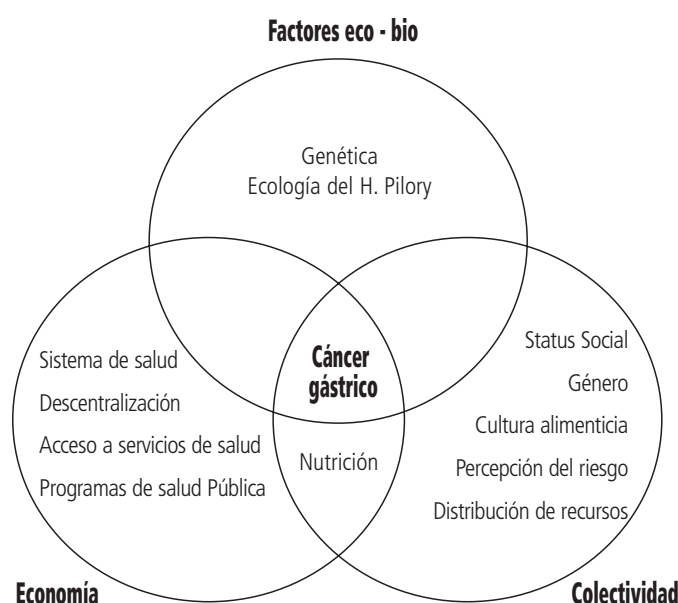 Factores eco - bio
Genética
Ecología del H. Pilory
Sistema de salud
Descentralización
Acceso a servicios de salud
Programas de salud Pública
Cáncer
gástrico
Nutrición
Status Social
Género
Cultura alimenticia
Percepción del riesgo
Distribución de recursos
Economía
Colectividad